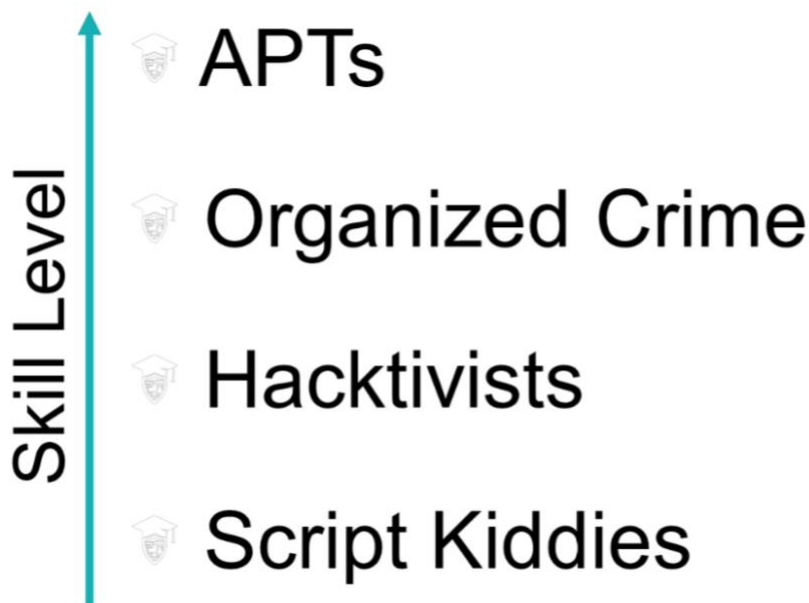 APTs
Organized Crime
Hacktivists
Script Kiddies
Skill Level